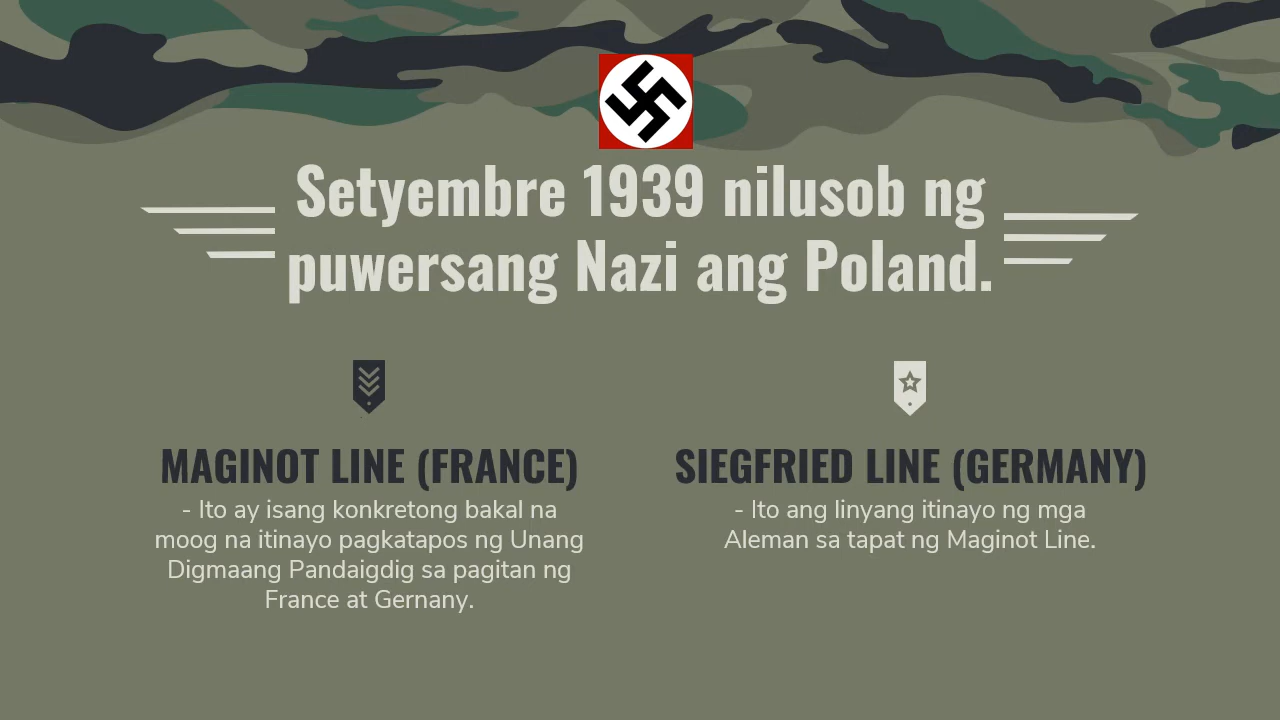 Setyembre 1939 nilusob ng
puwersang Nazi ang Poland.
MAGINOT LINE (FRANCE)
- Ito ay isang konkretong bakal na
moog na itinayo pagkatapos ng Unang
Digmaang Pandaigdig sa pagitan ng
France at Gernany.
SIEGFRIED LINE (GERMANY)
- Ito ang linyang itinayo ng mga
Aleman sa tapat ng Maginot Line.